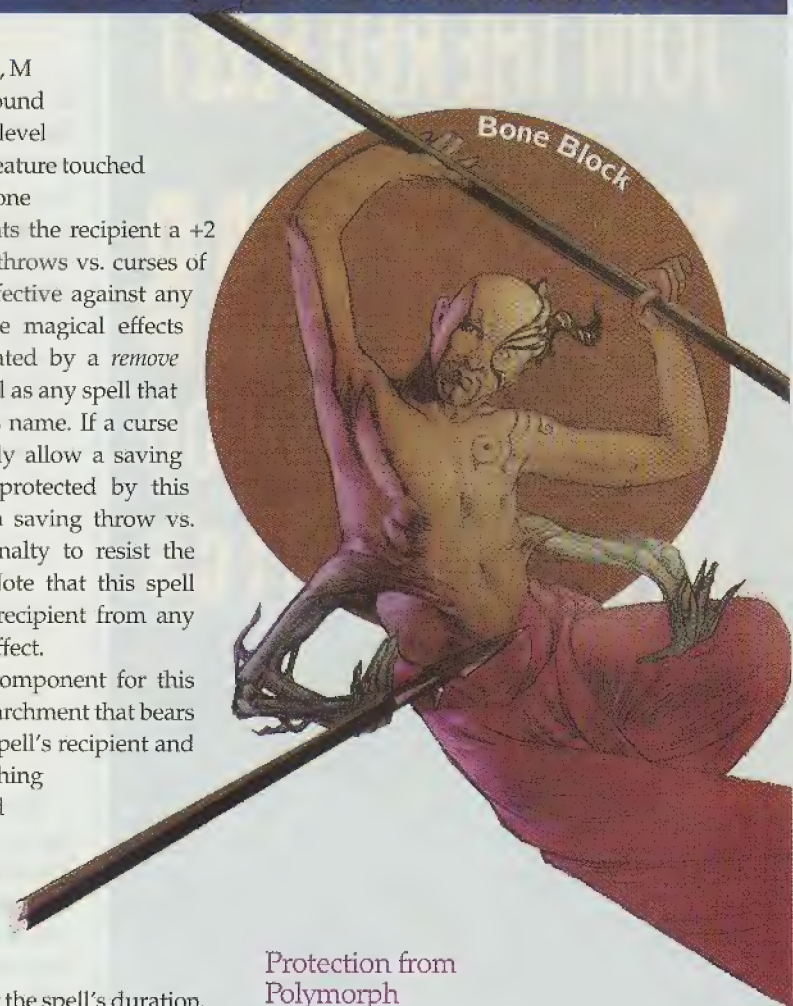 , M
ound
level
eature touched
one
nts the recipient a +2
throws vs. curses of
fective against any
e magical effects
ated by a remove
l as any spell that
name. If a curse
ly allow a saving
protected by this
saving throw vs.
nalty to resist the
Note that this spell
recipient from any
ffect.
omponent for this
archment that bears
pell's recipient and
hing
Bone Block
Protection from
Polymorph
the spell's duration.